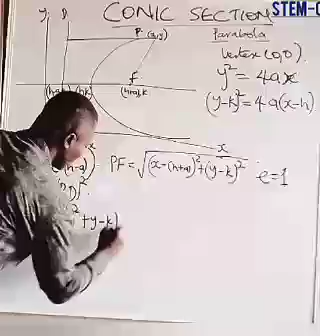 CONIC SECTION
STEM-
y
P (x,y)
Parabola
vertex (0,0)
y² = 4ax
F
(h+a),k
(h,k)
(y-k)² = 4a(x-h)
x
PF = √(x-(h+a))²+(y-k)²
e=1
+y-k)